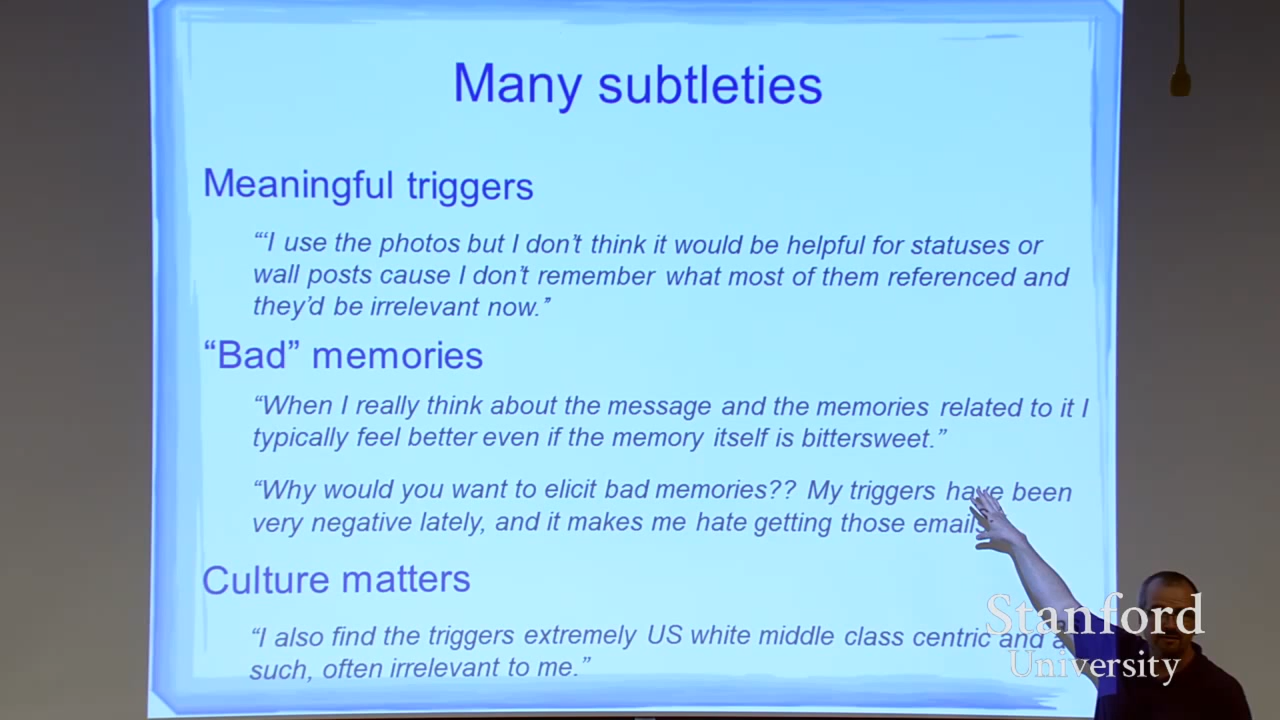 Many subtleties
Meaningful triggers
“‘I use the photos but I don’t think it would be helpful for statuses or
wall posts cause I don’t remember what most of them referenced and
they’d be irrelevant now.”
“Bad” memories
“When I really think about the message and the memories related to it I
typically feel better even if the memory itself is bittersweet.”
“Why would you want to elicit bad memories?? My triggers have been
very negative lately, and it makes me hate getting those emails
Culture matters
“I also find the triggers extremely US white middle class centric and
such, often irrelevant to me.”
Stanford
University